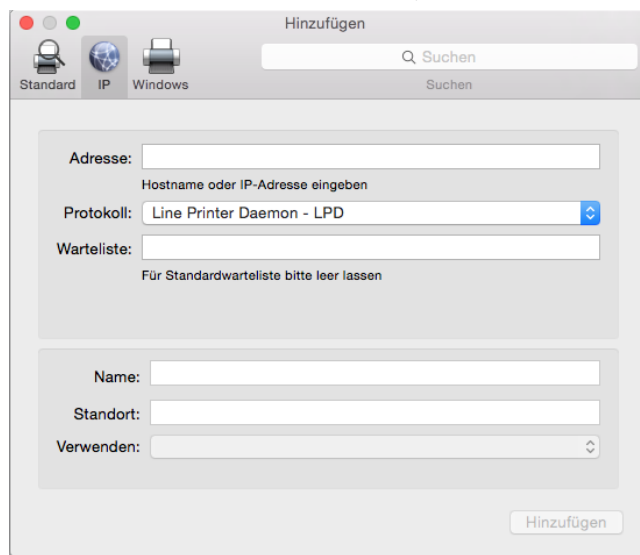 Hinzufügen
Suchen
Standard IP Windows Suchen
Adresse:
Hostname oder IP-Adresse eingeben
Protokoll: Line Printer Daemon - LPD
Warteliste:
Für Standardwarteliste bitte leer lassen
Name:
Standort:
Verwenden:
Hinzufügen